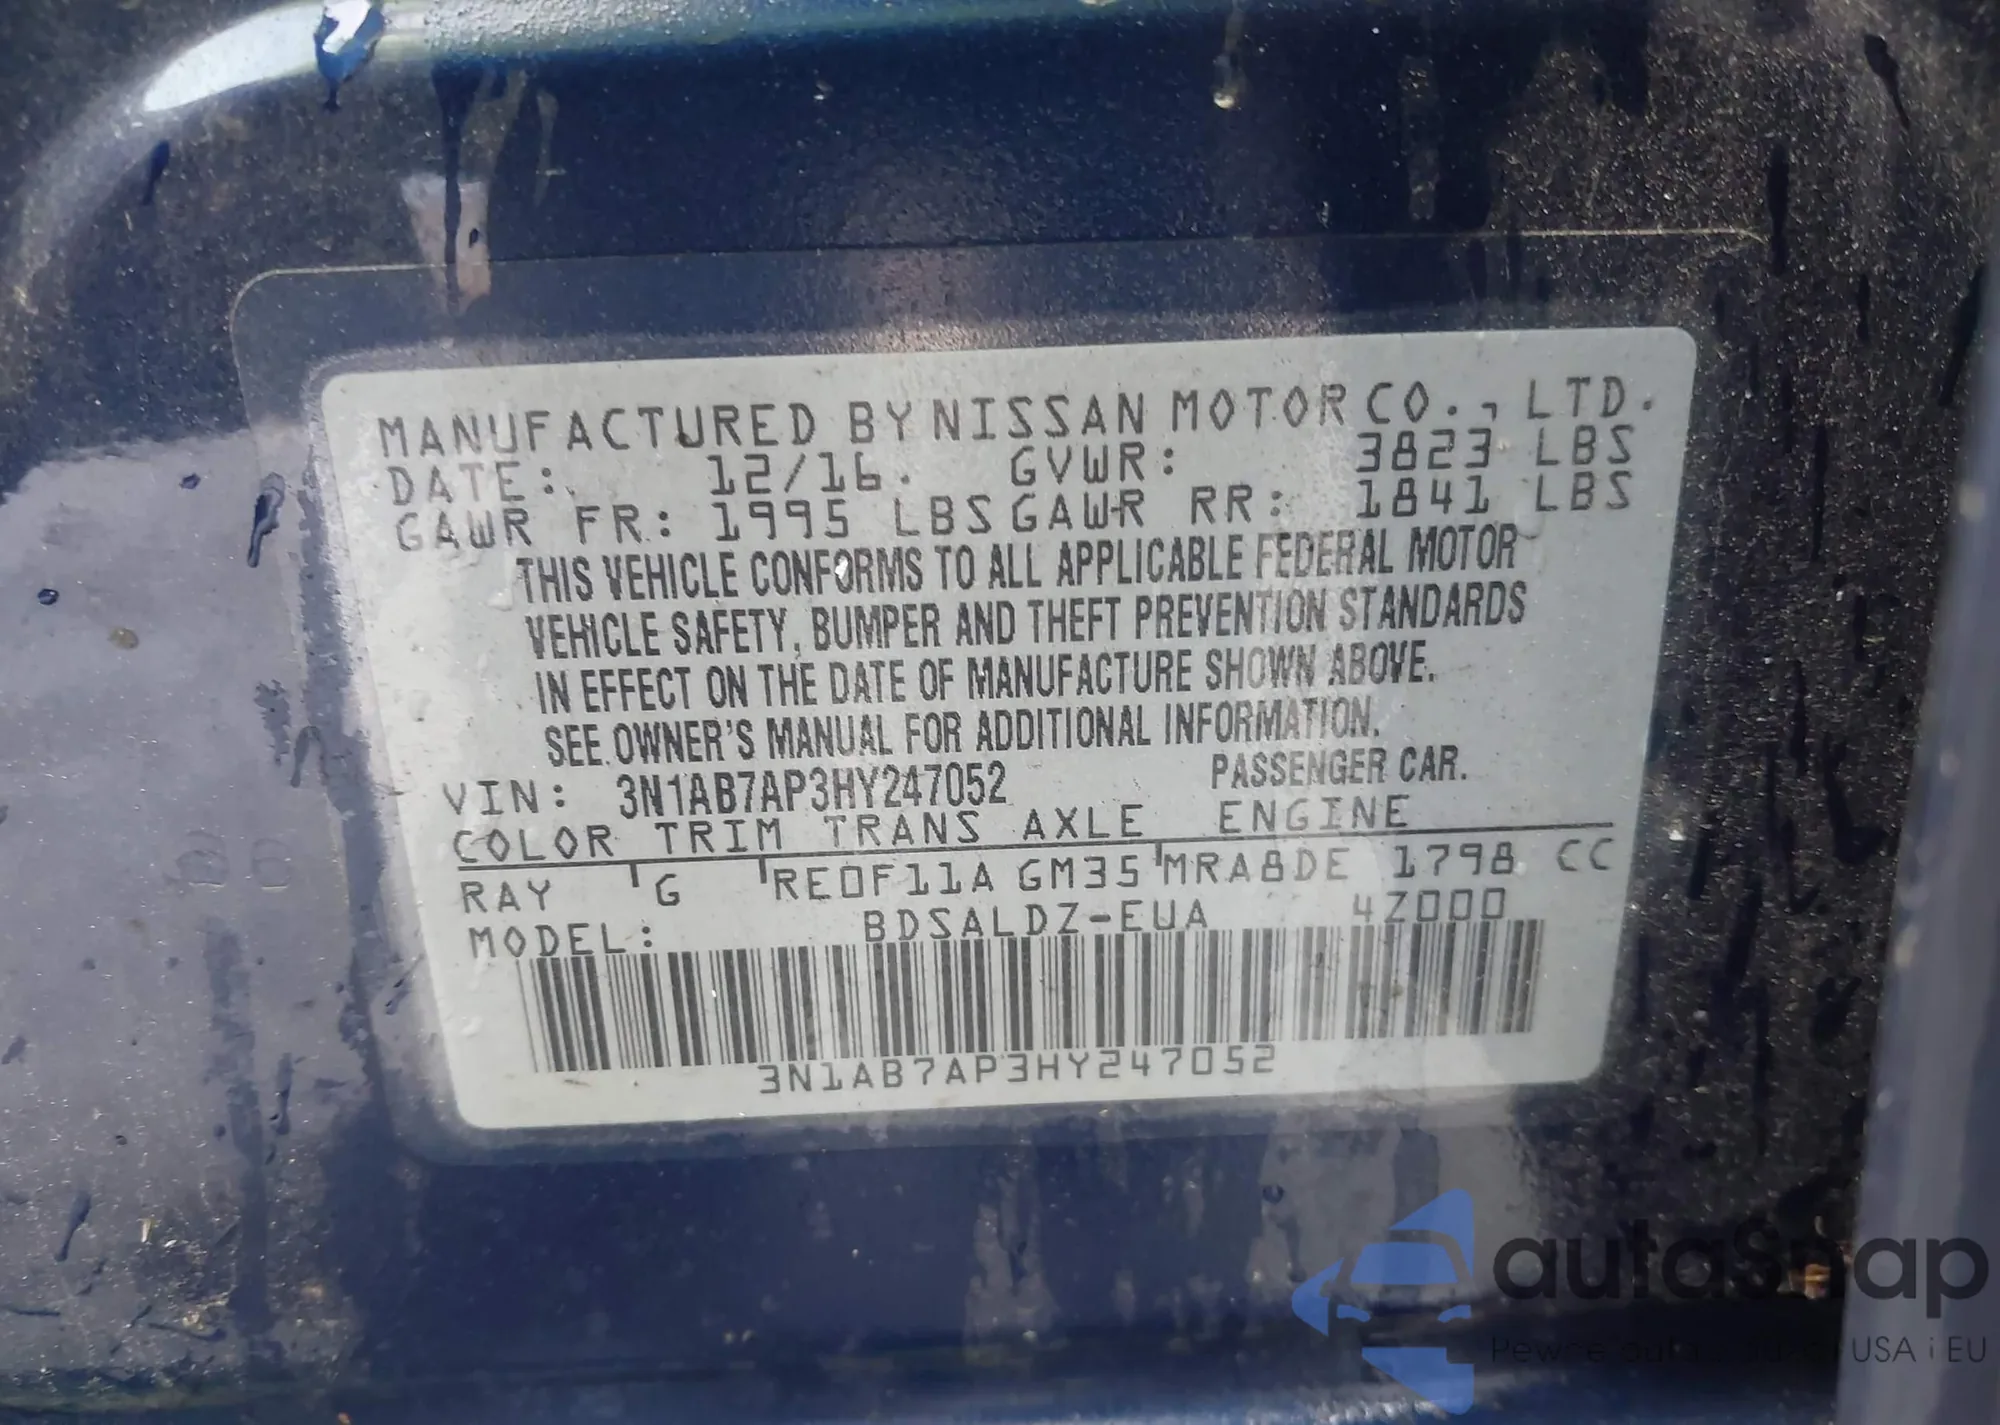 MANUFACTURED BY NISSAN MOTOR CO., LTD.
DATE: 12/16. GVWR: 3823 LBS
GAWR FR: 1995 LBS GAWR RR: 1841 LBS
THIS VEHICLE CONFORMS TO ALL APPLICABLE FEDERAL MOTOR
VEHICLE SAFETY, BUMPER AND THEFT PREVENTION STANDARDS
IN EFFECT ON THE DATE OF MANUFACTURE SHOWN ABOVE.
SEE OWNER'S MANUAL FOR ADDITIONAL INFORMATION.
VIN: 3N1AB7AP3HY247052 PASSENGER CAR.
COLOR TRIM TRANS AXLE ENGINE
RAY G RE0F11A GM35 MRA8DE 1798 CC
MODEL: BDSALDZ-EUA 4Z000
3N1AB7AP3HY247052
autasnap
USA i EU